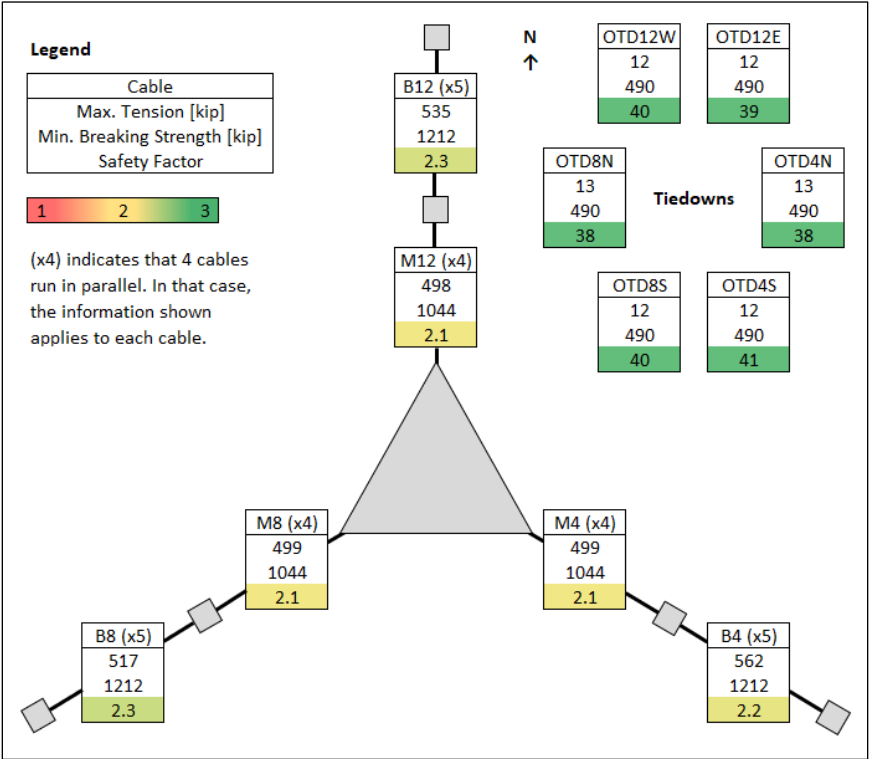 Legend
Cable
Max. Tension [kip]
Min. Breaking Strength [kip]
Safety Factor
1 2 3
(x4) indicates that 4 cables
run in parallel. In that case,
the information shown
applies to each cable.
B12 (x5)
535
1212
2.3
M12 (x4)
498
1044
2.1
N
↑
OTD12W
12
490
40
OTD12E
12
490
39
OTD8N
13
490
38
Tiedowns
OTD4N
13
490
38
OTD8S
12
490
40
OTD4S
12
490
41
M8 (x4)
499
1044
2.1
M4 (x4)
499
1044
2.1
B8 (x5)
517
1212
2.3
B4 (x5)
562
1212
2.2